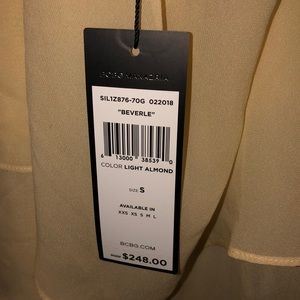 BCBGMAXAZRIA
SIL1Z876-70G 022018
"BEVERLE"
6 13000 38539 0
COLOR LIGHT ALMOND
SIZE S
AVAILABLE IN
XXS XS S M L
BCBG.COM
$248.00